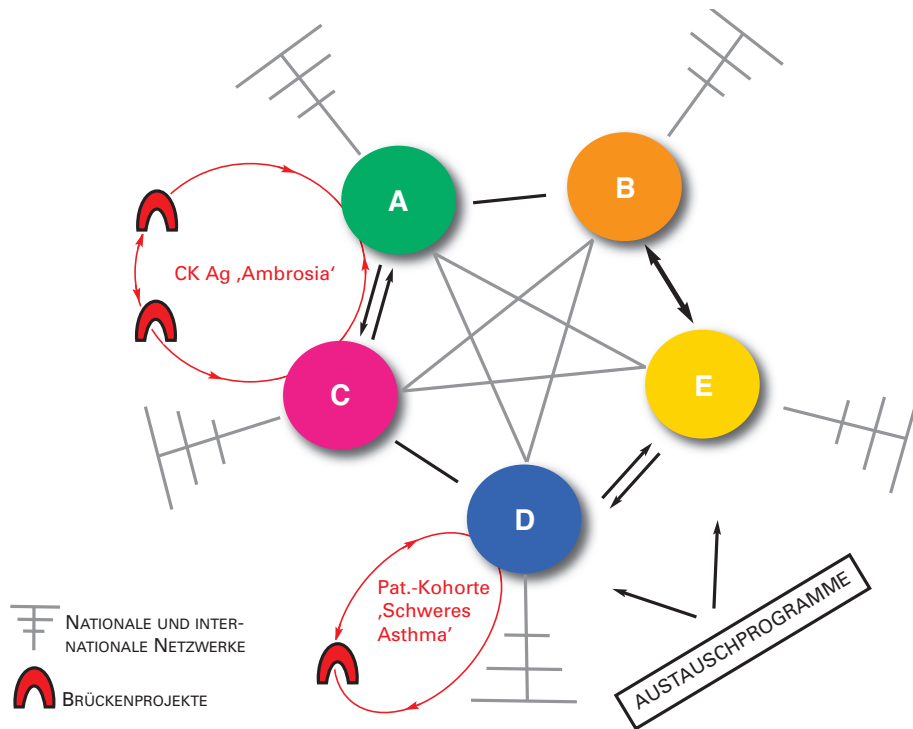 A
B
CK Ag ‚Ambrosia‘
C
E
D
Pat.-Kohorte
‚Schweres
Asthma‘
AUSTAUSCHPROGRAMME
NATIONALE UND INTER-
NATIONALE NETZWERKE
BRÜCKENPROJEKTE